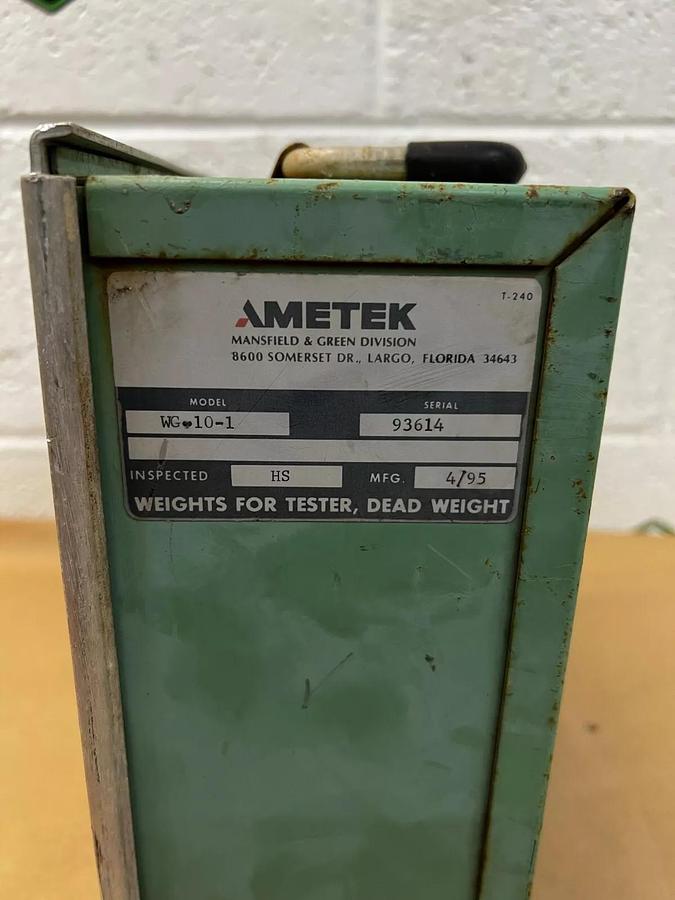 T-240
AMETEK
MANSFIELD & GREEN DIVISION
8600 SOMERSET DR., LARGO, FLORIDA 34643
MODEL SERIAL
WG♥10-1 93614
INSPECTED HS MFG. 4/95
WEIGHTS FOR TESTER, DEAD WEIGHT